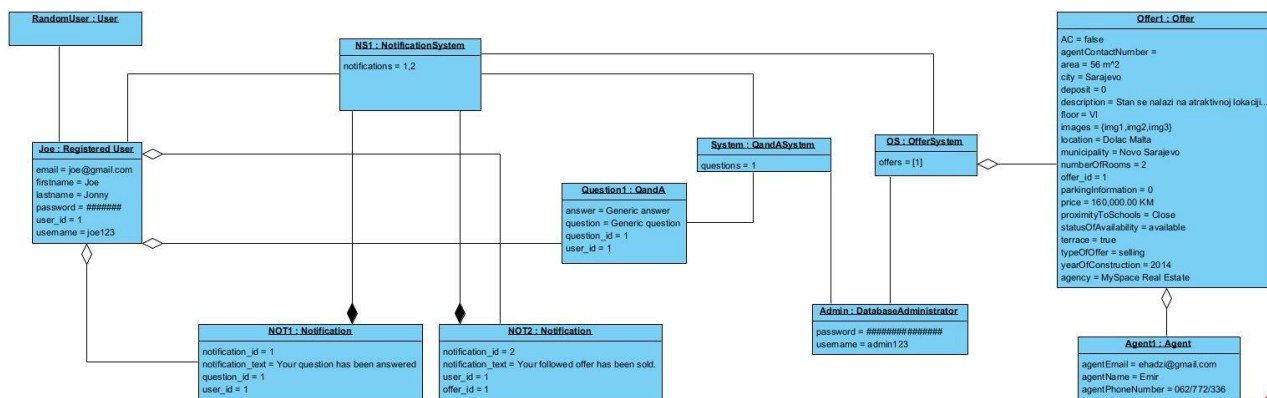 RandomUser : User
NS1 : NotificationSystem
notifications = 1,2
Offer1 : Offer
AC = false
agentContactNumber =
area = 56 m^2
city = Sarajevo
deposit = 0
description = Stan se nalazi na atraktivnoj lokaciji...
floor = VI
images = {img1,img2,img3}
location = Dolac Malta
municipality = Novo Sarajevo
numberOfRooms = 2
offer_id = 1
parkingInformation = 0
price = 160,000.00 KM
proximityToSchools = Close
statusOfAvailability = available
terrace = true
typeOfOffer = selling
yearOfConstruction = 2014
agency = MySpace Real Estate
Joe : Registered User
email = joe@gmail.com
firstname = Joe
lastname = Jonny
password = #######
user_id = 1
username = joe123
System : QandASystem
questions = 1
OS : OfferSystem
offers = [1]
Question1 : QandA
answer = Generic answer
question = Generic question
question_id = 1
user_id = 1
NOT1 : Notification
notification_id = 1
notification_text = Your question has been answered
question_id = 1
user_id = 1
NOT2 : Notification
notification_id = 2
notification_text = Your followed offer has been sold.
user_id = 1
offer_id = 1
Admin : DatabaseAdministrator
password = ###############
username = admin123
Agent1 : Agent
agentEmail = ehadzi@gmail.com
agentName = Emir
agentPhoneNumber = 062/772/336